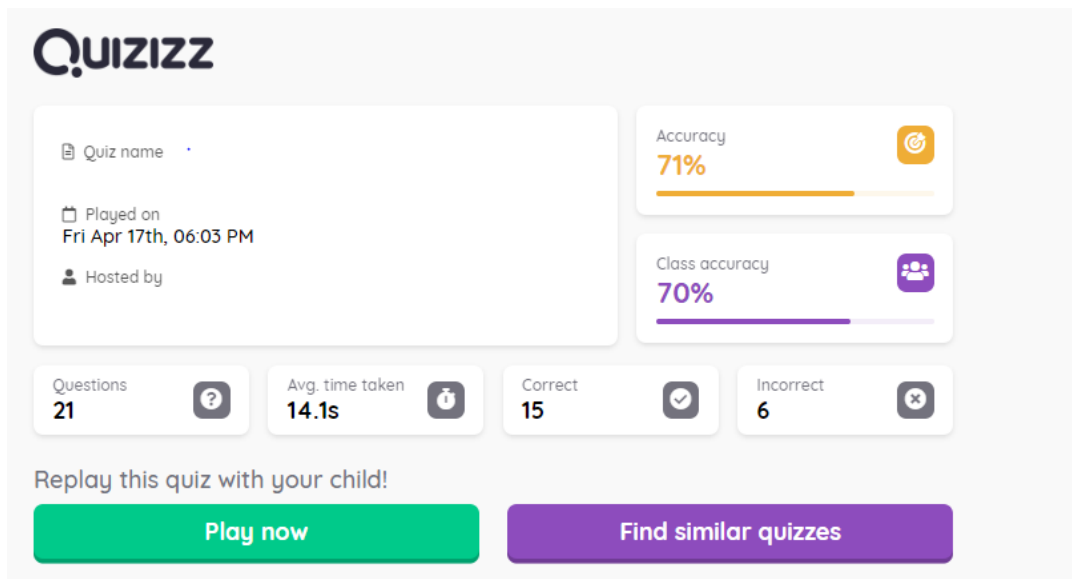 Quizizz
Quiz name
Played on
Fri Apr 17th, 06:03 PM
Hosted by
Accuracy
71%
Class accuracy
70%
Questions
21
Avg. time taken
14.1s
Correct
15
Incorrect
6
Replay this quiz with your child!
Play now
Find similar quizzes